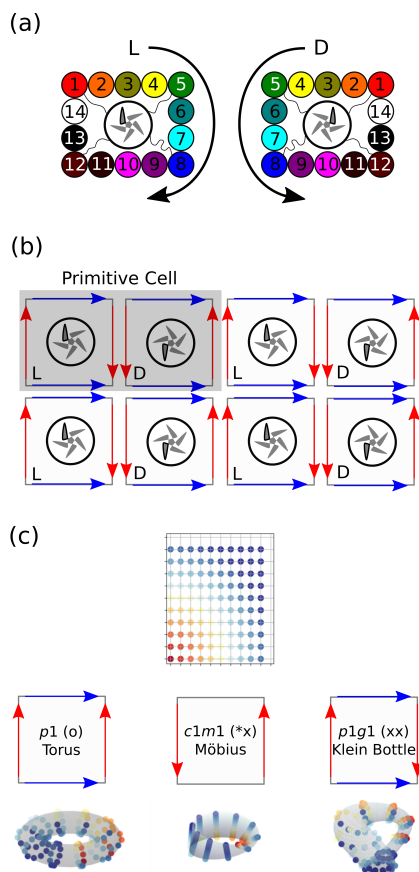 (a)
L
D
1 2 3 4 5
5 4 3 2 1
14 6
6 14
13 7
7 13
12 11 10 9 8
8 9 10 11 12
(b)
Primitive Cell
L D L D
L D L D
(c)
p1 (o)
Torus
c1m1 (*x)
Möbius
p1g1 (xx)
Klein Bottle